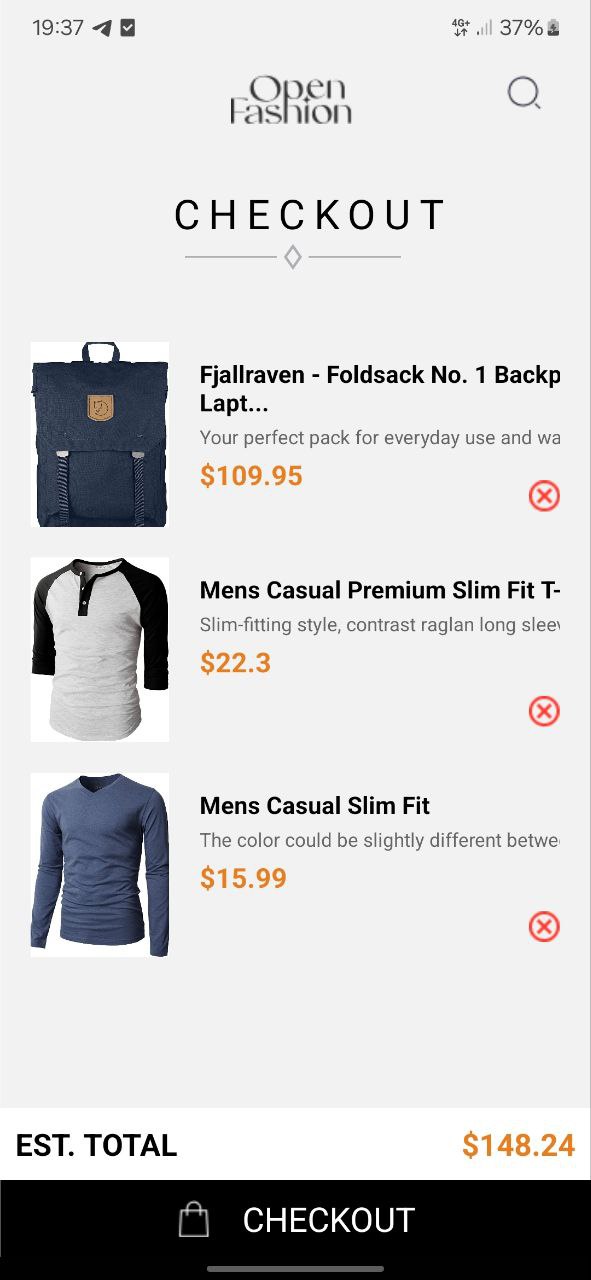 19:37
4G+ 37%
Open
Fashion
CHECKOUT
Fjallraven - Foldsack No. 1 Backp
Lapt...
Your perfect pack for everyday use and wa
$109.95
Mens Casual Premium Slim Fit T-
Slim-fitting style, contrast raglan long slee
$22.3
Mens Casual Slim Fit
The color could be slightly different betwe
$15.99
EST. TOTAL
$148.24
CHECKOUT